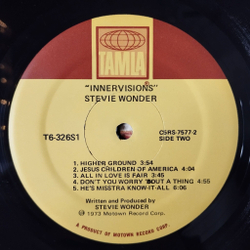 TAMLA
"INNERVISIONS"
STEVIE WONDER
T6-326S1
OSRS-7577-2
SIDE TWO
1. HIGHER GROUND 3:54
2. JESUS CHILDREN OF AMERICA 4:04
3. ALL IN LOVE IS FAIR 3:45
4. DON'T YOU WORRY 'BOUT A THING 4:55
5. HE'S MISSTRA KNOW-IT-ALL 6:06
Written and Produced by
STEVIE WONDER
℗ 1973 Motown Record Corp.
A PRODUCT OF MOTOWN RECORD CORP.